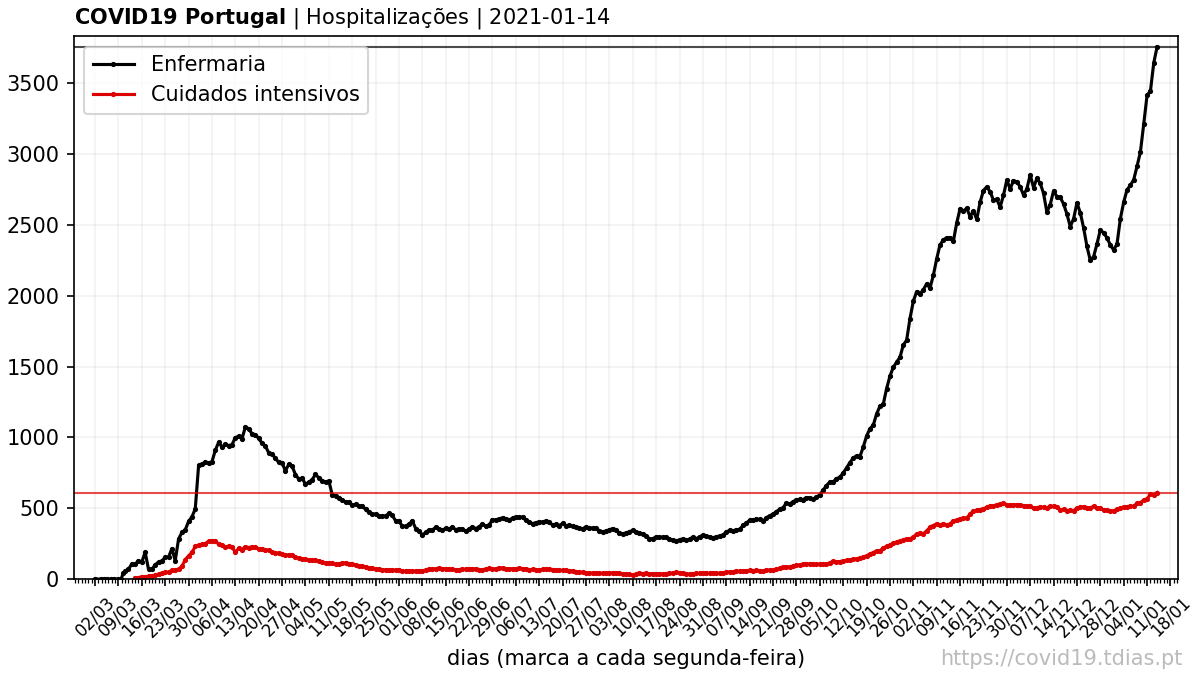 COVID19 Portugal | Hospitalizações | 2021-01-14
Enfermaria
Cuidados intensivos
3500
3000
2500
2000
1500
1000
500
0
02/03 09/03 16/03 23/03 30/03 06/04 13/04 20/04 27/04 04/05 11/05 18/05 25/05 01/06 08/06 15/06 22/06 29/06 06/07 13/07 20/07 27/07 03/08 10/08 17/08 24/08 31/08 07/09 14/09 21/09 28/09 05/10 12/10 19/10 26/10 02/11 09/11 16/11 23/11 30/11 07/12 14/12 21/12 28/12 04/01 11/01 18/01
dias (marca a cada segunda-feira)
https://covid19.tdias.pt